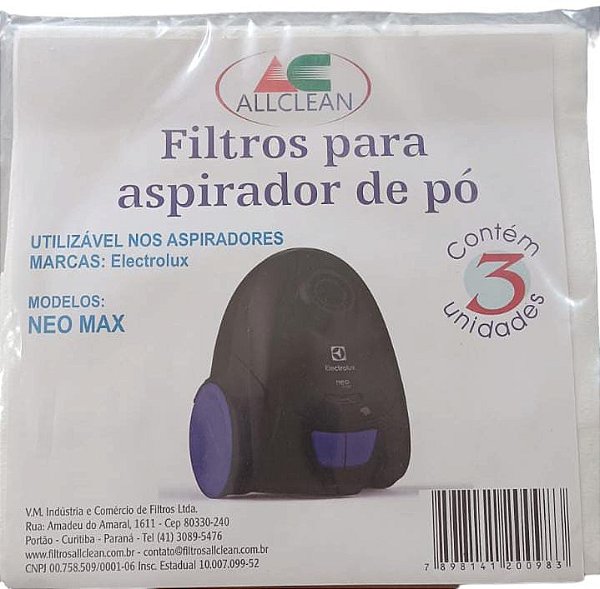 AC
ALLCLEAN
Filtros para
aspirador de pó
UTILIZÁVEL NOS ASPIRADORES
MARCAS: Electrolux
Contém
3
unidades
MODELOS:
NEO MAX
Electrolux
neo
V.M. Indústria e Comércio de Filtros Ltda.
Rua: Amadeu do Amaral, 1611 - Cep 80330-240
Portão - Curitiba - Paraná - Tel (41) 3089-5476
www.filtrosallclean.com.br - contato@filtrosallclean.com.br
CNPJ 00.758.509/0001-06 Insc. Estadual 10.007.099-52
7 898141 200983